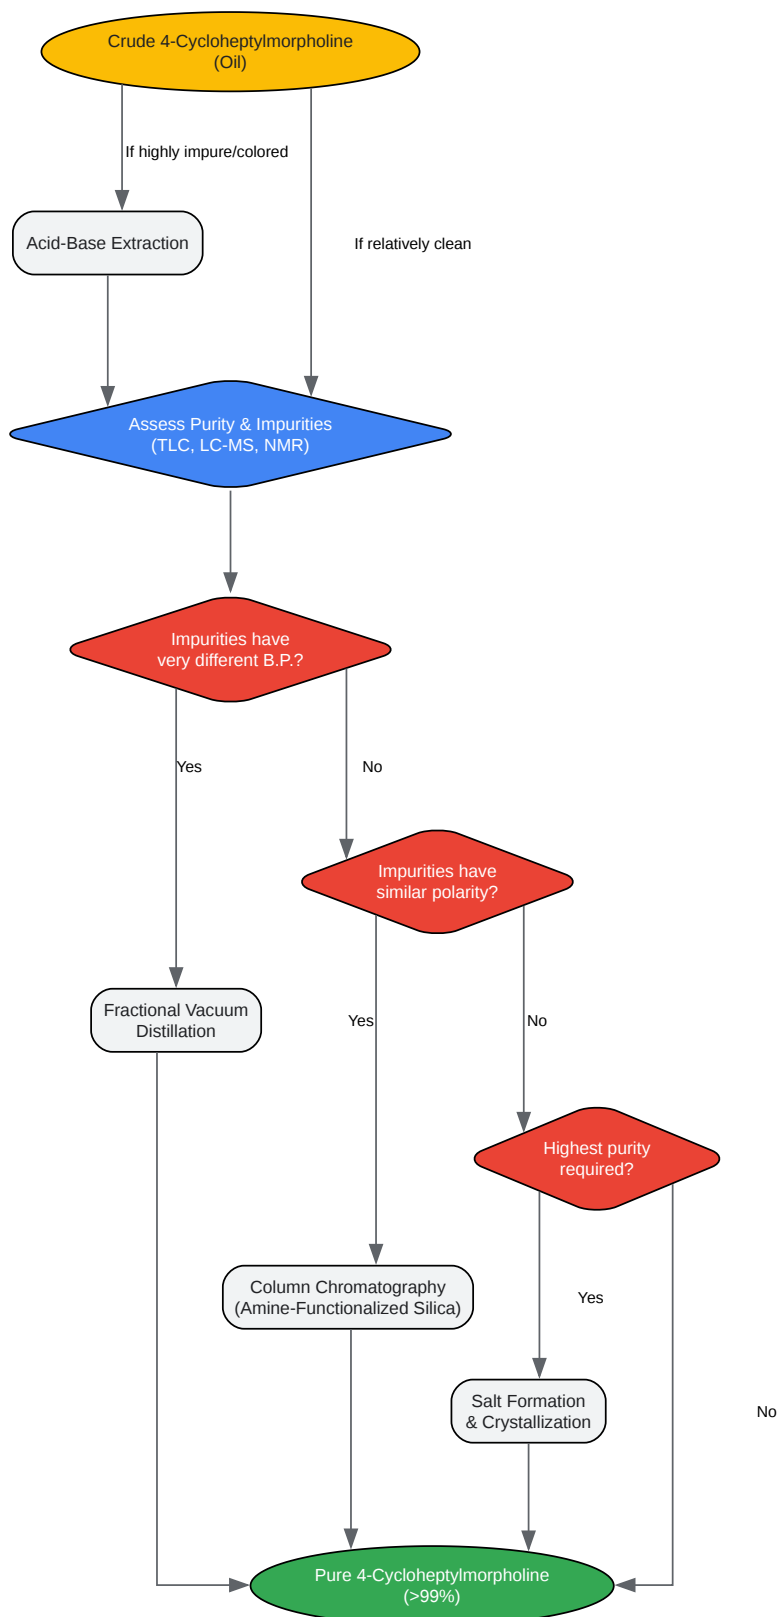 Crude 4-Cycloheptylmorpholine
(Oil)
If highly impure/colored
Acid-Base Extraction
If relatively clean
Assess Purity & Impurities
(TLC, LC-MS, NMR)
Impurities have
very different B.P.?
Yes
No
Impurities have
similar polarity?
Fractional Vacuum
Distillation
Yes
No
Highest purity
required?
Column Chromatography
(Amine-Functionalized Silica)
Yes
Salt Formation
& Crystallization
No
Pure 4-Cycloheptylmorpholine
(>99%)